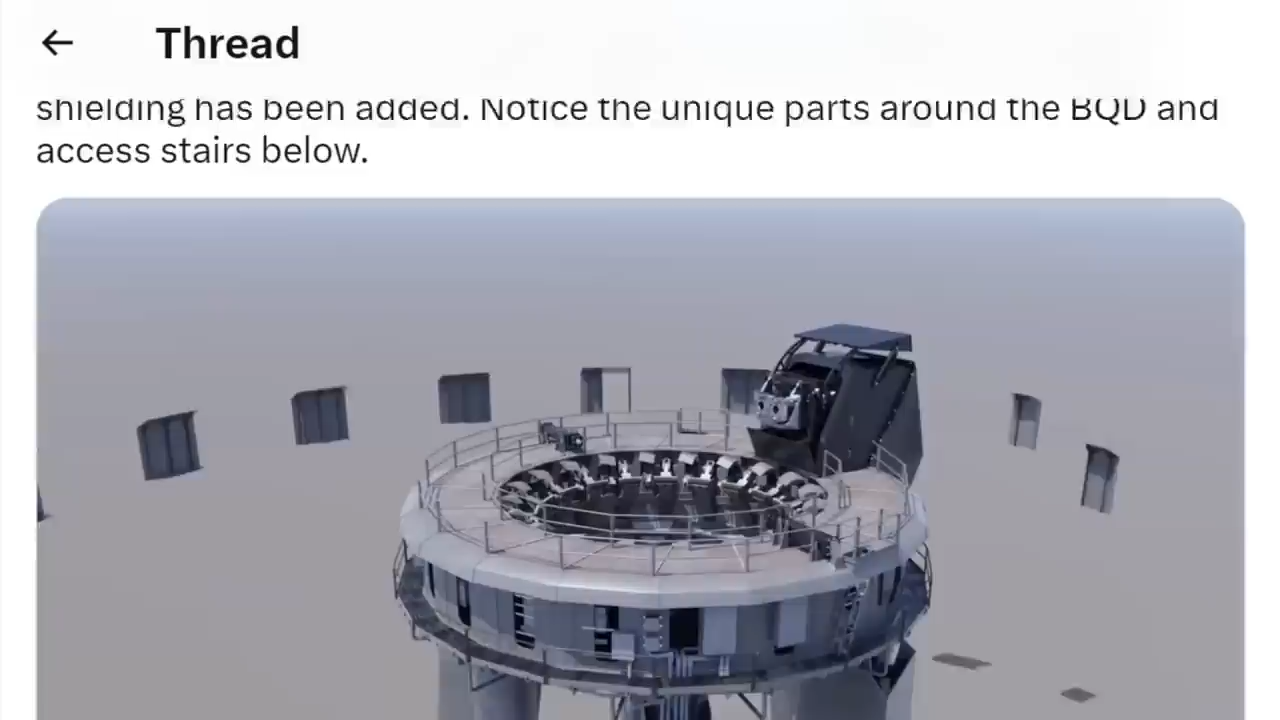 Thread
shielding has been added. Notice the unique parts around the BQD and
access stairs below.